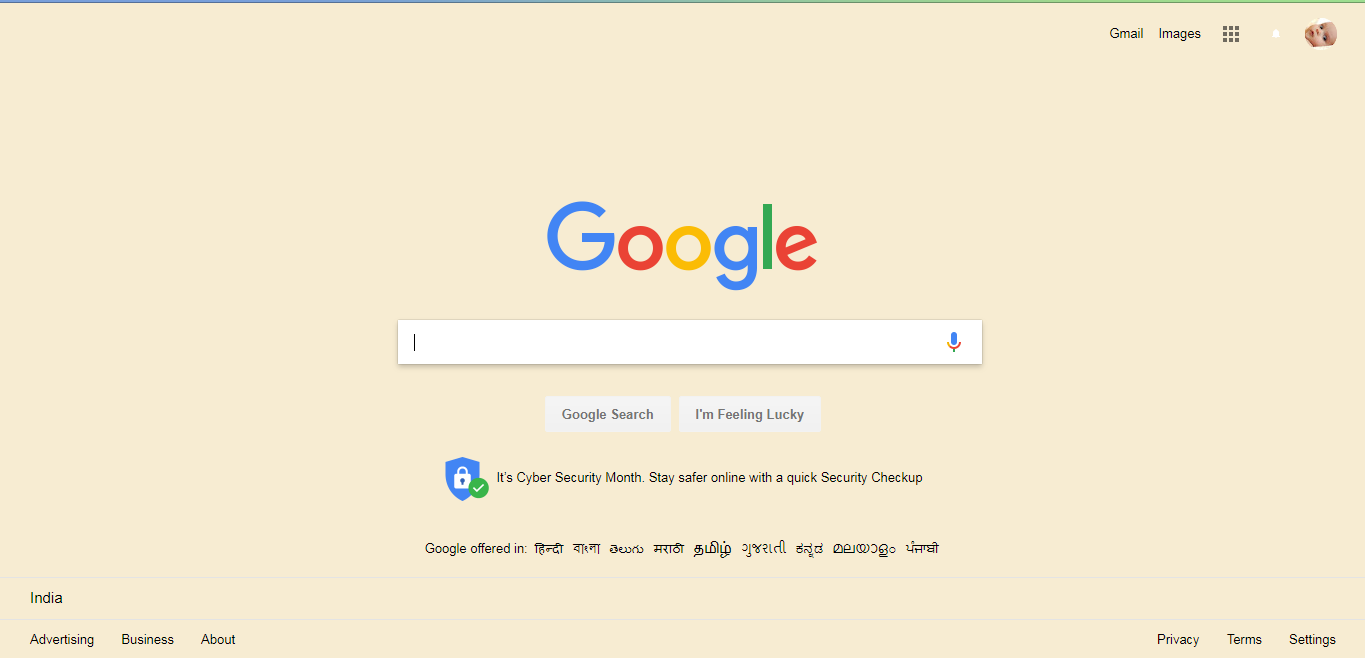 Gmail Images
Google
Google Search I'm Feeling Lucky
It's Cyber Security Month. Stay safer online with a quick Security Checkup
Google offered in: हिन्दी বাংলা తెలుగు मराठी தமிழ் ગુજરાતી ಕನ್ನಡ മലയാളം ਪੰਜਾਬੀ
India
Advertising Business About Privacy Terms Settings